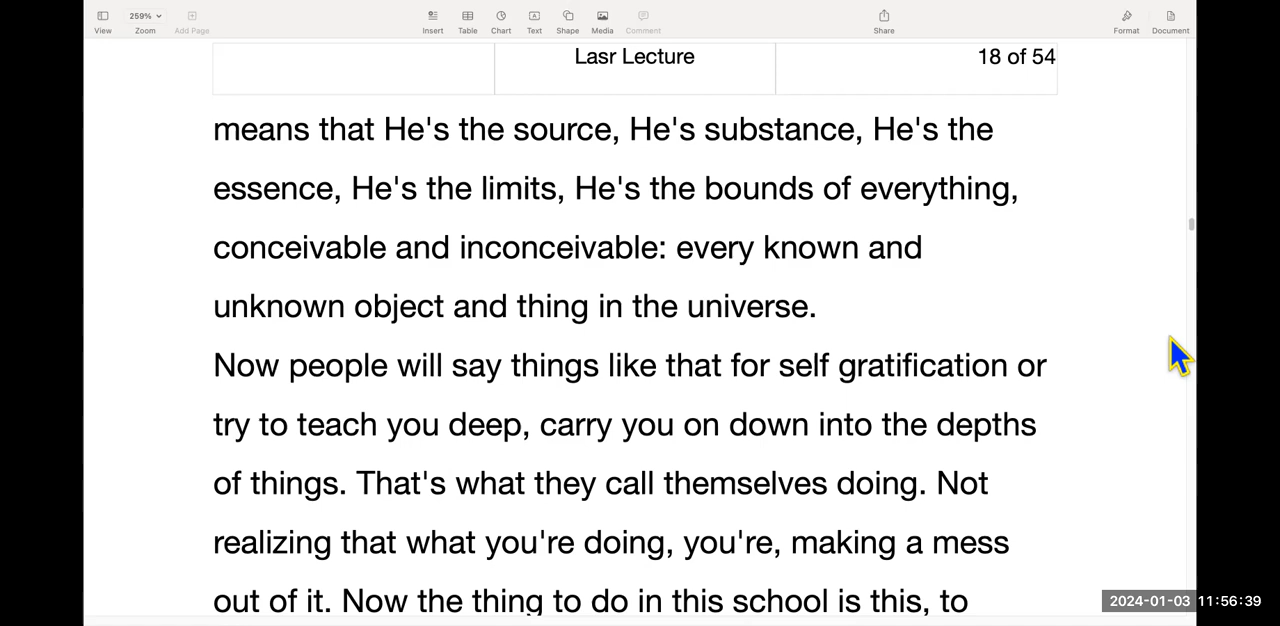 259%
View
Zoom
Add Page
Insert
Table
Chart
Text
Shape
Media
Comment
Share
Format
Document
Lasr Lecture
18 of 54
means that He's the source, He's substance, He's the
essence, He's the limits, He's the bounds of everything,
conceivable and inconceivable: every known and
unknown object and thing in the universe.
Now people will say things like that for self gratification or
try to teach you deep, carry you on down into the depths
of things. That's what they call themselves doing. Not
realizing that what you're doing, you're, making a mess
out of it. Now the thing to do in this school is this, to
2024-01-03 11:56:39